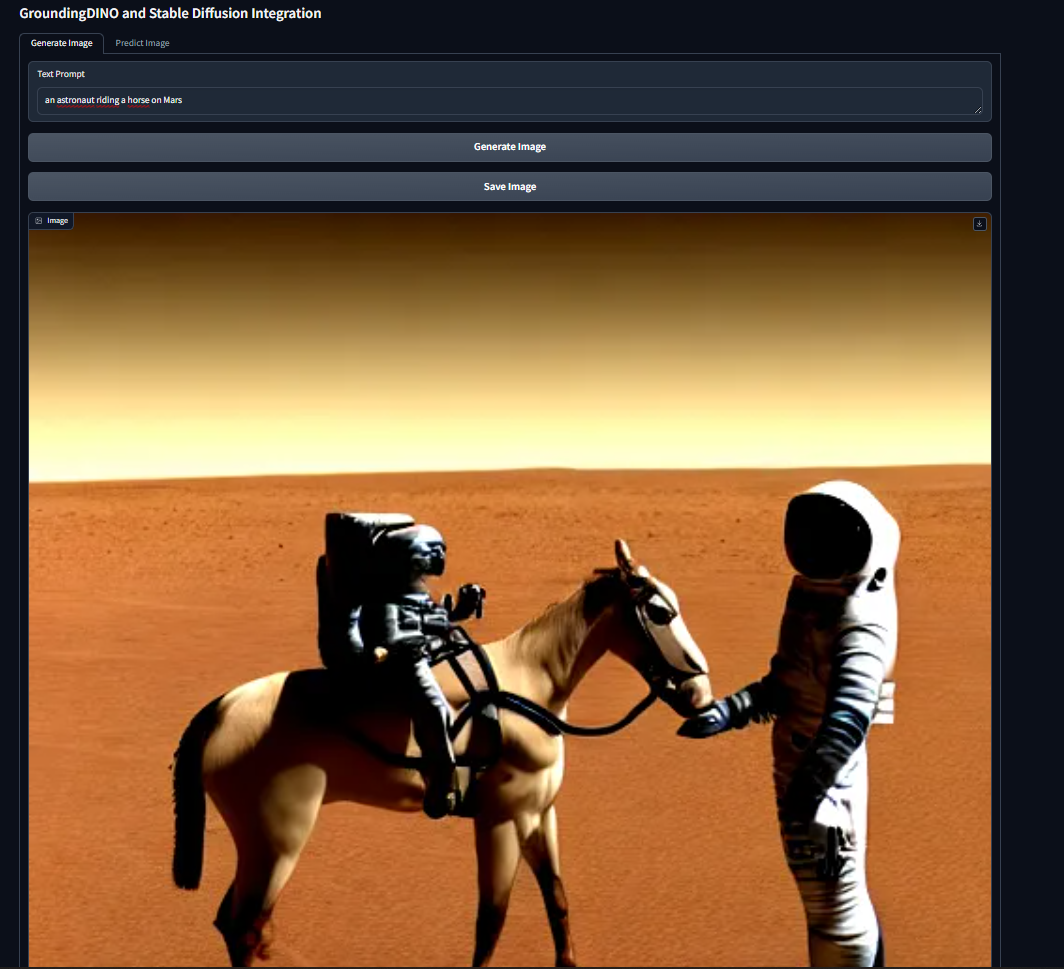 GroundingDINO and Stable Diffusion Integration
Generate Image
Predict Image
Text Prompt
an astronaut riding a horse on Mars
Generate Image
Save Image
Image